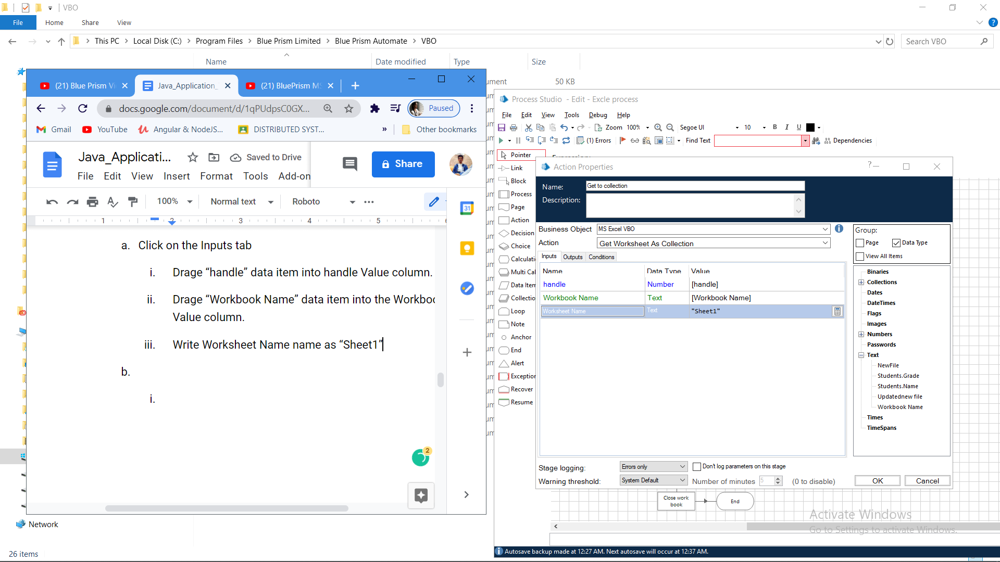 VBO
File
Home
Share
View
This PC
Local Disk (C:)
Program Files
Blue Prism Limited
Blue Prism Automate
VBO
Search VBO
Name
Date modified
Type
Size
50 KB
(21) Blue Prism Vi
Java_Application_
(21) BluePrism MS
docs.google.com/document/d/1qPUdpsC0GX...
Paused
Gmail
YouTube
Angular & NodeJS...
DISTRIBUTED SYST...
»
Other bookmarks
Java_Applicati...
Saved to Drive
Share
File Edit View Insert Format Tools Add-on
100%
Normal text
Roboto
31
1 2 3 4 5
a. Click on the Inputs tab
i. Drage “handle” data item into handle Value column.
ii. Drage “Workbook Name” data item into the Workboo
Value column.
iii. Write Worksheet Name name as “Sheet1”
b.
i.
2
Network
26 items
Process Studio - Edit - Excle process
File Edit View Tools Debug Help
Zoom 100%
Segoe UI
10
B I U
(1) Errors
Find Text
Dependencies
Pointer
Link
Block
Process
Page
Action
Decision
Choice
Calculati
Multi Cal
Data Item
Collectio
Loop
Note
Anchor
End
Alert
Exception
Recover
Resume
Action Properties
Name:
Get to collection
Description:
Business Object
MS Excel VBO
Action
Get Worksheet As Collection
Inputs Outputs Conditions
Name Data Type Value
handle Number [handle]
Workbook Name Text [Workbook Name]
Worksheet Name Text "Sheet1"
Group:
Page
Data Type
View All Items
Binaries
Collections
Dates
DateTimes
Flags
Images
Numbers
Passwords
Text
NewFile
Students.Grade
Students.Name
Updatednew file
Workbook Name
Times
TimeSpans
Stage logging:
Errors only
Don't log parameters on this stage
Warning threshold:
System Default
Number of minutes
5
(0 to disable)
OK
Cancel
Close work
book
End
Activate Windows
Go to Settings to activate Windows.
Autosave backup made at 12:27 AM. Next autosave will occur at 12:37 AM.